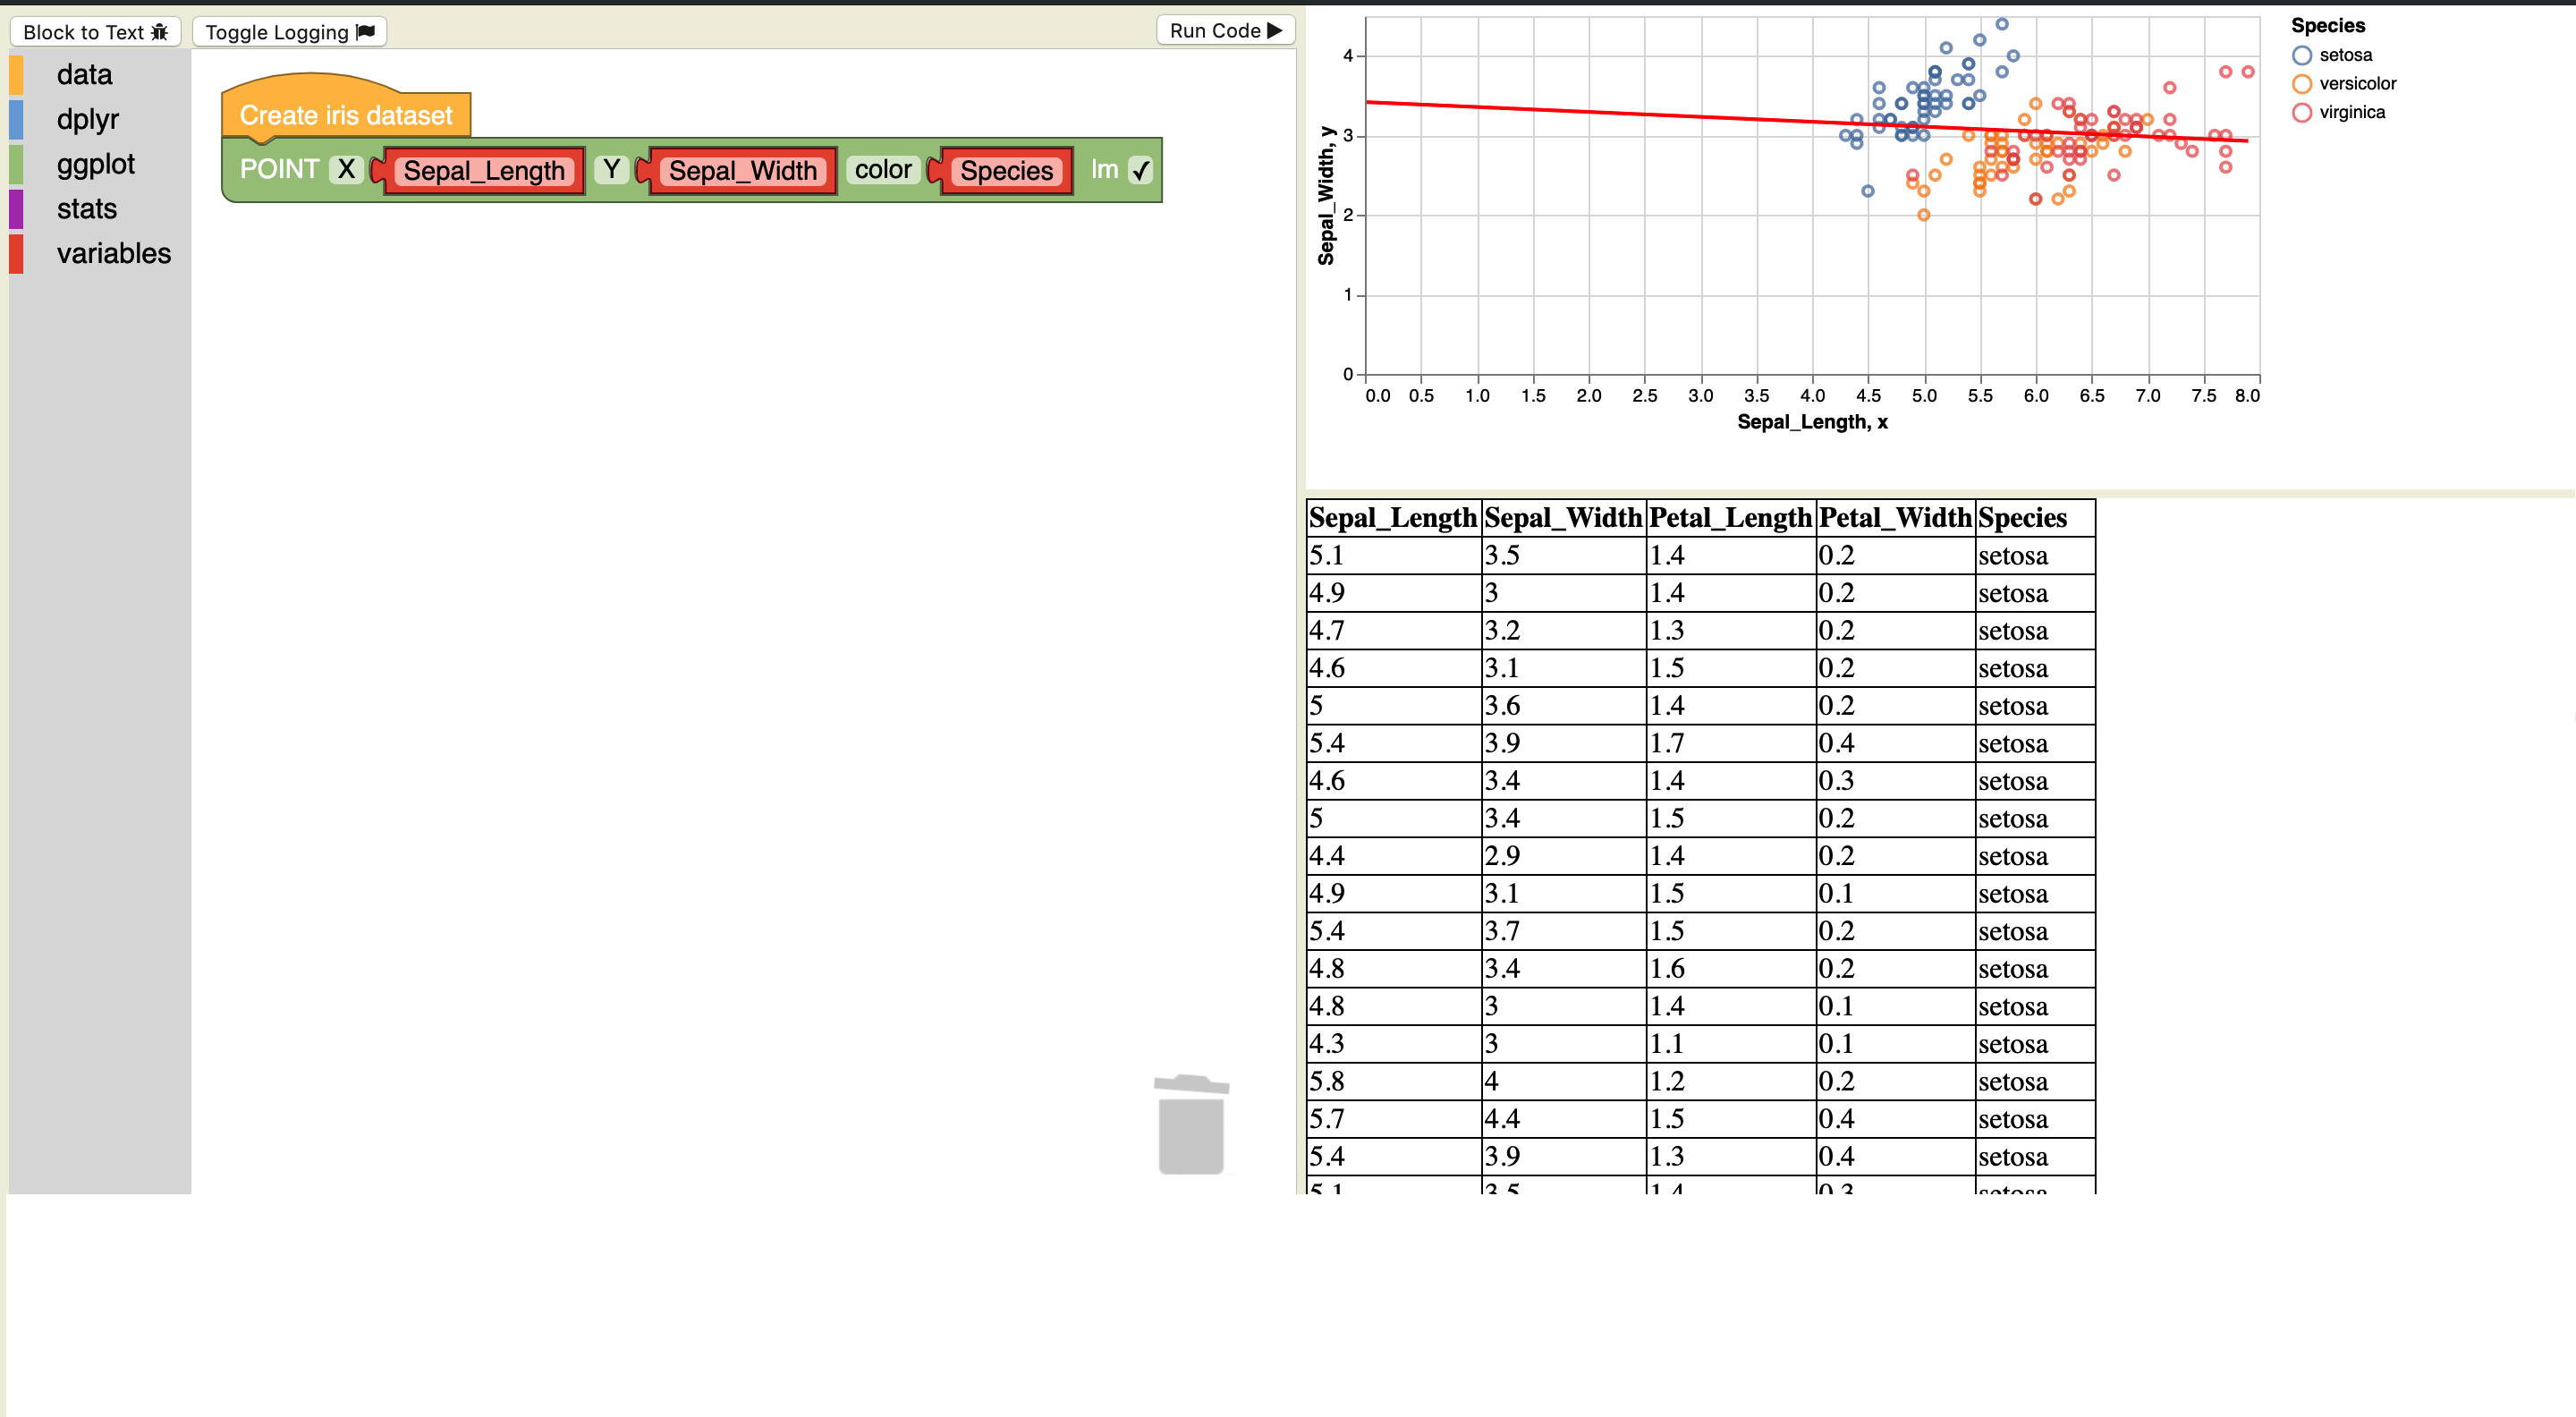 Block to Text
Toggle Logging
Run Code
data
dplyr
ggplot
stats
variables
Create iris dataset
POINT X Sepal_Length Y Sepal_Width color Species lm ✓
Sepal_Width, y
4
3
2
1
0
0.0 0.5 1.0 1.5 2.0 2.5 3.0 3.5 4.0 4.5 5.0 5.5 6.0 6.5 7.0 7.5 8.0
Sepal_Length, x
Species
setosa
versicolor
virginica
Sepal_Length Sepal_Width Petal_Length Petal_Width Species
5.1 3.5 1.4 0.2 setosa
4.9 3 1.4 0.2 setosa
4.7 3.2 1.3 0.2 setosa
4.6 3.1 1.5 0.2 setosa
5 3.6 1.4 0.2 setosa
5.4 3.9 1.7 0.4 setosa
4.6 3.4 1.4 0.3 setosa
5 3.4 1.5 0.2 setosa
4.4 2.9 1.4 0.2 setosa
4.9 3.1 1.5 0.1 setosa
5.4 3.7 1.5 0.2 setosa
4.8 3.4 1.6 0.2 setosa
4.8 3 1.4 0.1 setosa
4.3 3 1.1 0.1 setosa
5.8 4 1.2 0.2 setosa
5.7 4.4 1.5 0.4 setosa
5.4 3.9 1.3 0.4 setosa
5.1 3.5 1.4 0.3 setosa